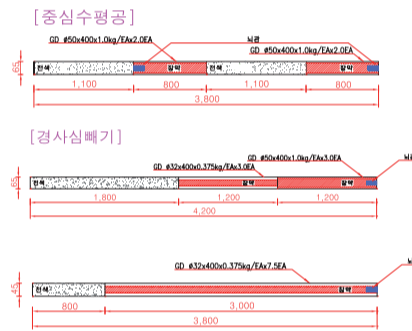 [중심수평공]
GD ø50x400x1.0kg/EAx2.0EA
뇌관
GD ø50x400x1.0kg/EAx2.0EA
65
전색 장약 전색 장약
1,100 800 1,100 800
3,800
[경사심빼기]
GD ø50x400x1.0kg/EAx3.0EA
GD ø32x400x0.375kg/EAx3.0EA
65
전색 장약
1,800 1,200 1,200
4,200
GD ø32x400x0.375kg/EAx7.5EA
45
전색 장약
800 3,000
3,800